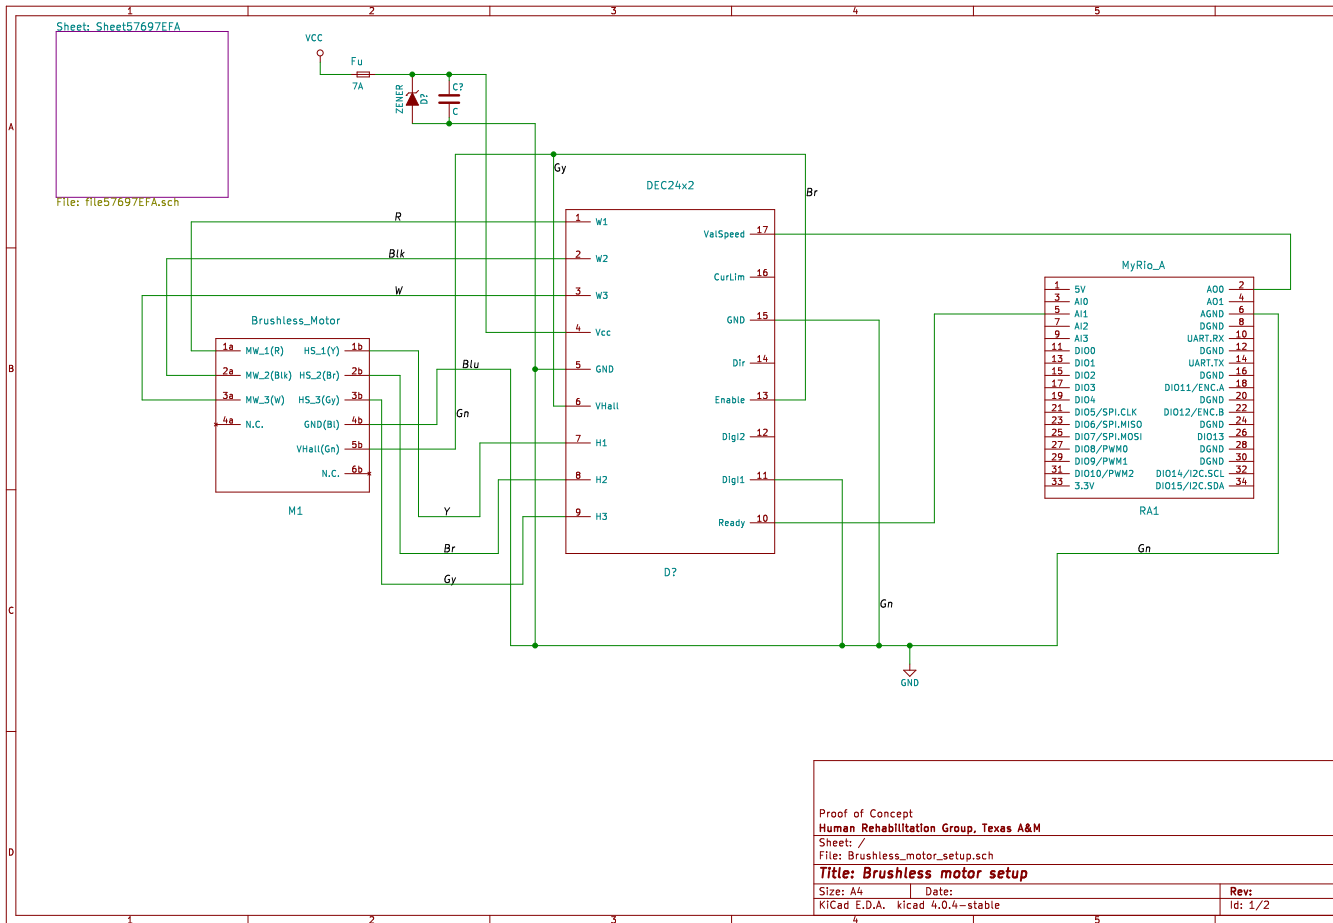 1 2 3 4 5
A
B
C
D
Sheet: Sheet57697EFA
File: file57697EFA.sch
VCC
Fu
7A
ZENER
D?
C?
C
Gy
Br
R
Blk
W
Blu
Gn
Y
Br
Gy
Gn
Gn
Brushless_Motor
1a MW_1(R) HS_1(Y) 1b
2a MW_2(Blk) HS_2(Br) 2b
3a MW_3(W) HS_3(Gy) 3b
4a N.C. GND(Bl) 4b
VHall(Gn) 5b
N.C. 6b
M1
DEC24x2
1 W1
2 W2
3 W3
4 Vcc
5 GND
6 VHall
7 H1
8 H2
9 H3
ValSpeed 17
CurLim 16
GND 15
Dir 14
Enable 13
Digi2 12
Digi1 11
Ready 10
D?
MyRio_A
1 5V AO0 2
3 AI0 AO1 4
5 AI1 AGND 6
7 AI2 DGND 8
9 AI3 UART.RX 10
11 DIO0 DGND 12
13 DIO1 UART.TX 14
15 DIO2 DGND 16
17 DIO3 DIO11/ENC.A 18
19 DIO4 DGND 20
21 DIO5/SPI.CLK DIO12/ENC.B 22
23 DIO6/SPI.MISO DGND 24
25 DIO7/SPI.MOSI DIO13 26
27 DIO8/PWM0 DGND 28
29 DIO9/PWM1 DGND 30
31 DIO10/PWM2 DIO14/I2C.SCL 32
33 3.3V DIO15/I2C.SDA 34
RA1
GND
Proof of Concept
Human Rehabilitation Group, Texas A&M
Sheet: /
File: Brushless_motor_setup.sch
Title: Brushless motor setup
Size: A4 Date: Rev:
KiCad E.D.A. kicad 4.0.4-stable Id: 1/2
1 2 3 4 5